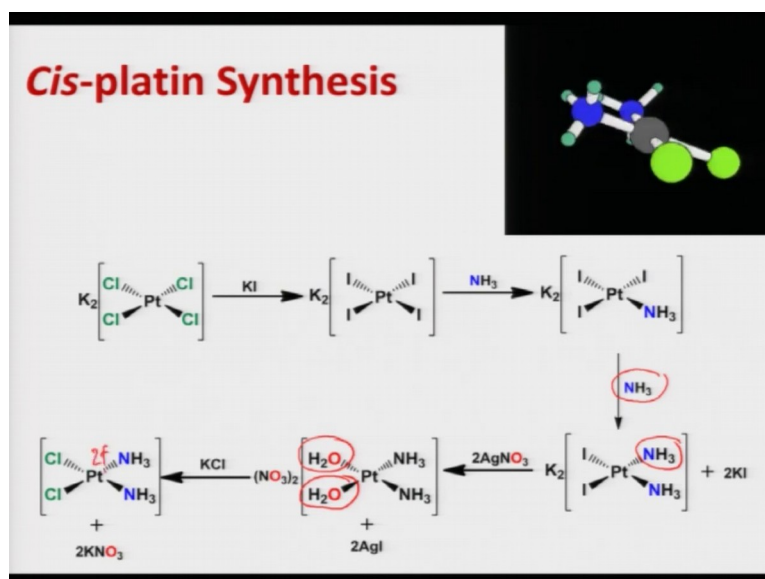 Cis-platin Synthesis
K2 [ Cl Cl Pt Cl Cl ] KI K2 [ I I Pt I I ] NH3 K2 [ I I Pt I NH3 ]
NH3
[ Cl 2+ NH3 Pt Cl NH3 ] KCl (NO3)2 [ H2O NH3 Pt H2O NH3 ] 2AgNO3 K2 [ I NH3 Pt I NH3 ] + 2KI
+ +
2KNO3 2AgI